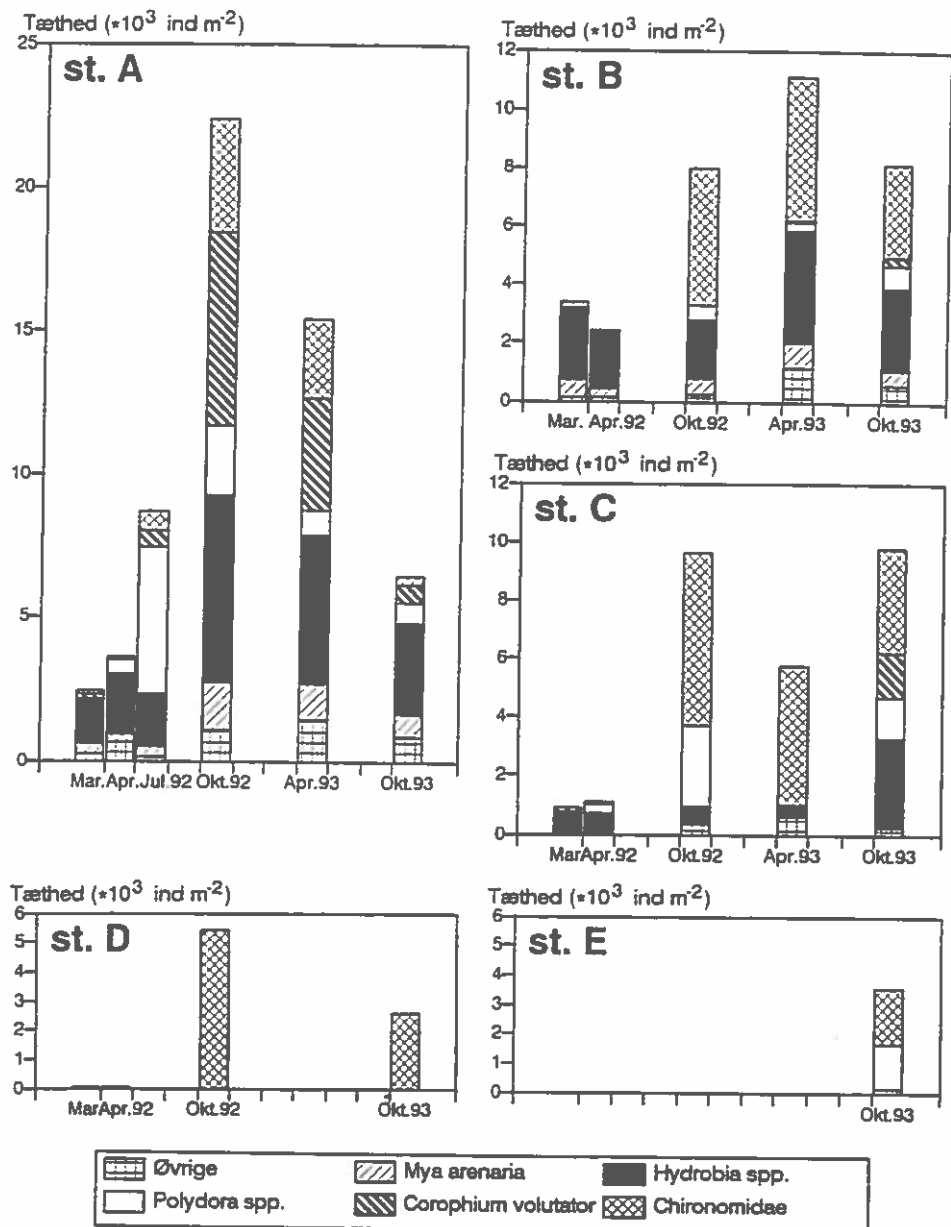 Tæthed (*10³ ind m⁻²)
st. A
25
20
15
10
5
0
Mar. Apr. Jul.92 Okt.92 Apr.93 Okt.93
Tæthed (*10³ ind m⁻²)
st. B
12
10
8
6
4
2
0
Mar. Apr.92 Okt.92 Apr.93 Okt.93
Tæthed (*10³ ind m⁻²)
st. C
12
10
8
6
4
2
0
MarApr.92 Okt.92 Apr.93 Okt.93
Tæthed (*10³ ind m⁻²)
st. D
6
5
4
3
2
1
0
MarApr.92 Okt.92 Okt.93
Tæthed (*10³ ind m⁻²)
st. E
6
5
4
3
2
1
0
Okt.93
Øvrige Mya arenaria Hydrobia spp.
Polydora spp. Corophium volutator Chironomidae